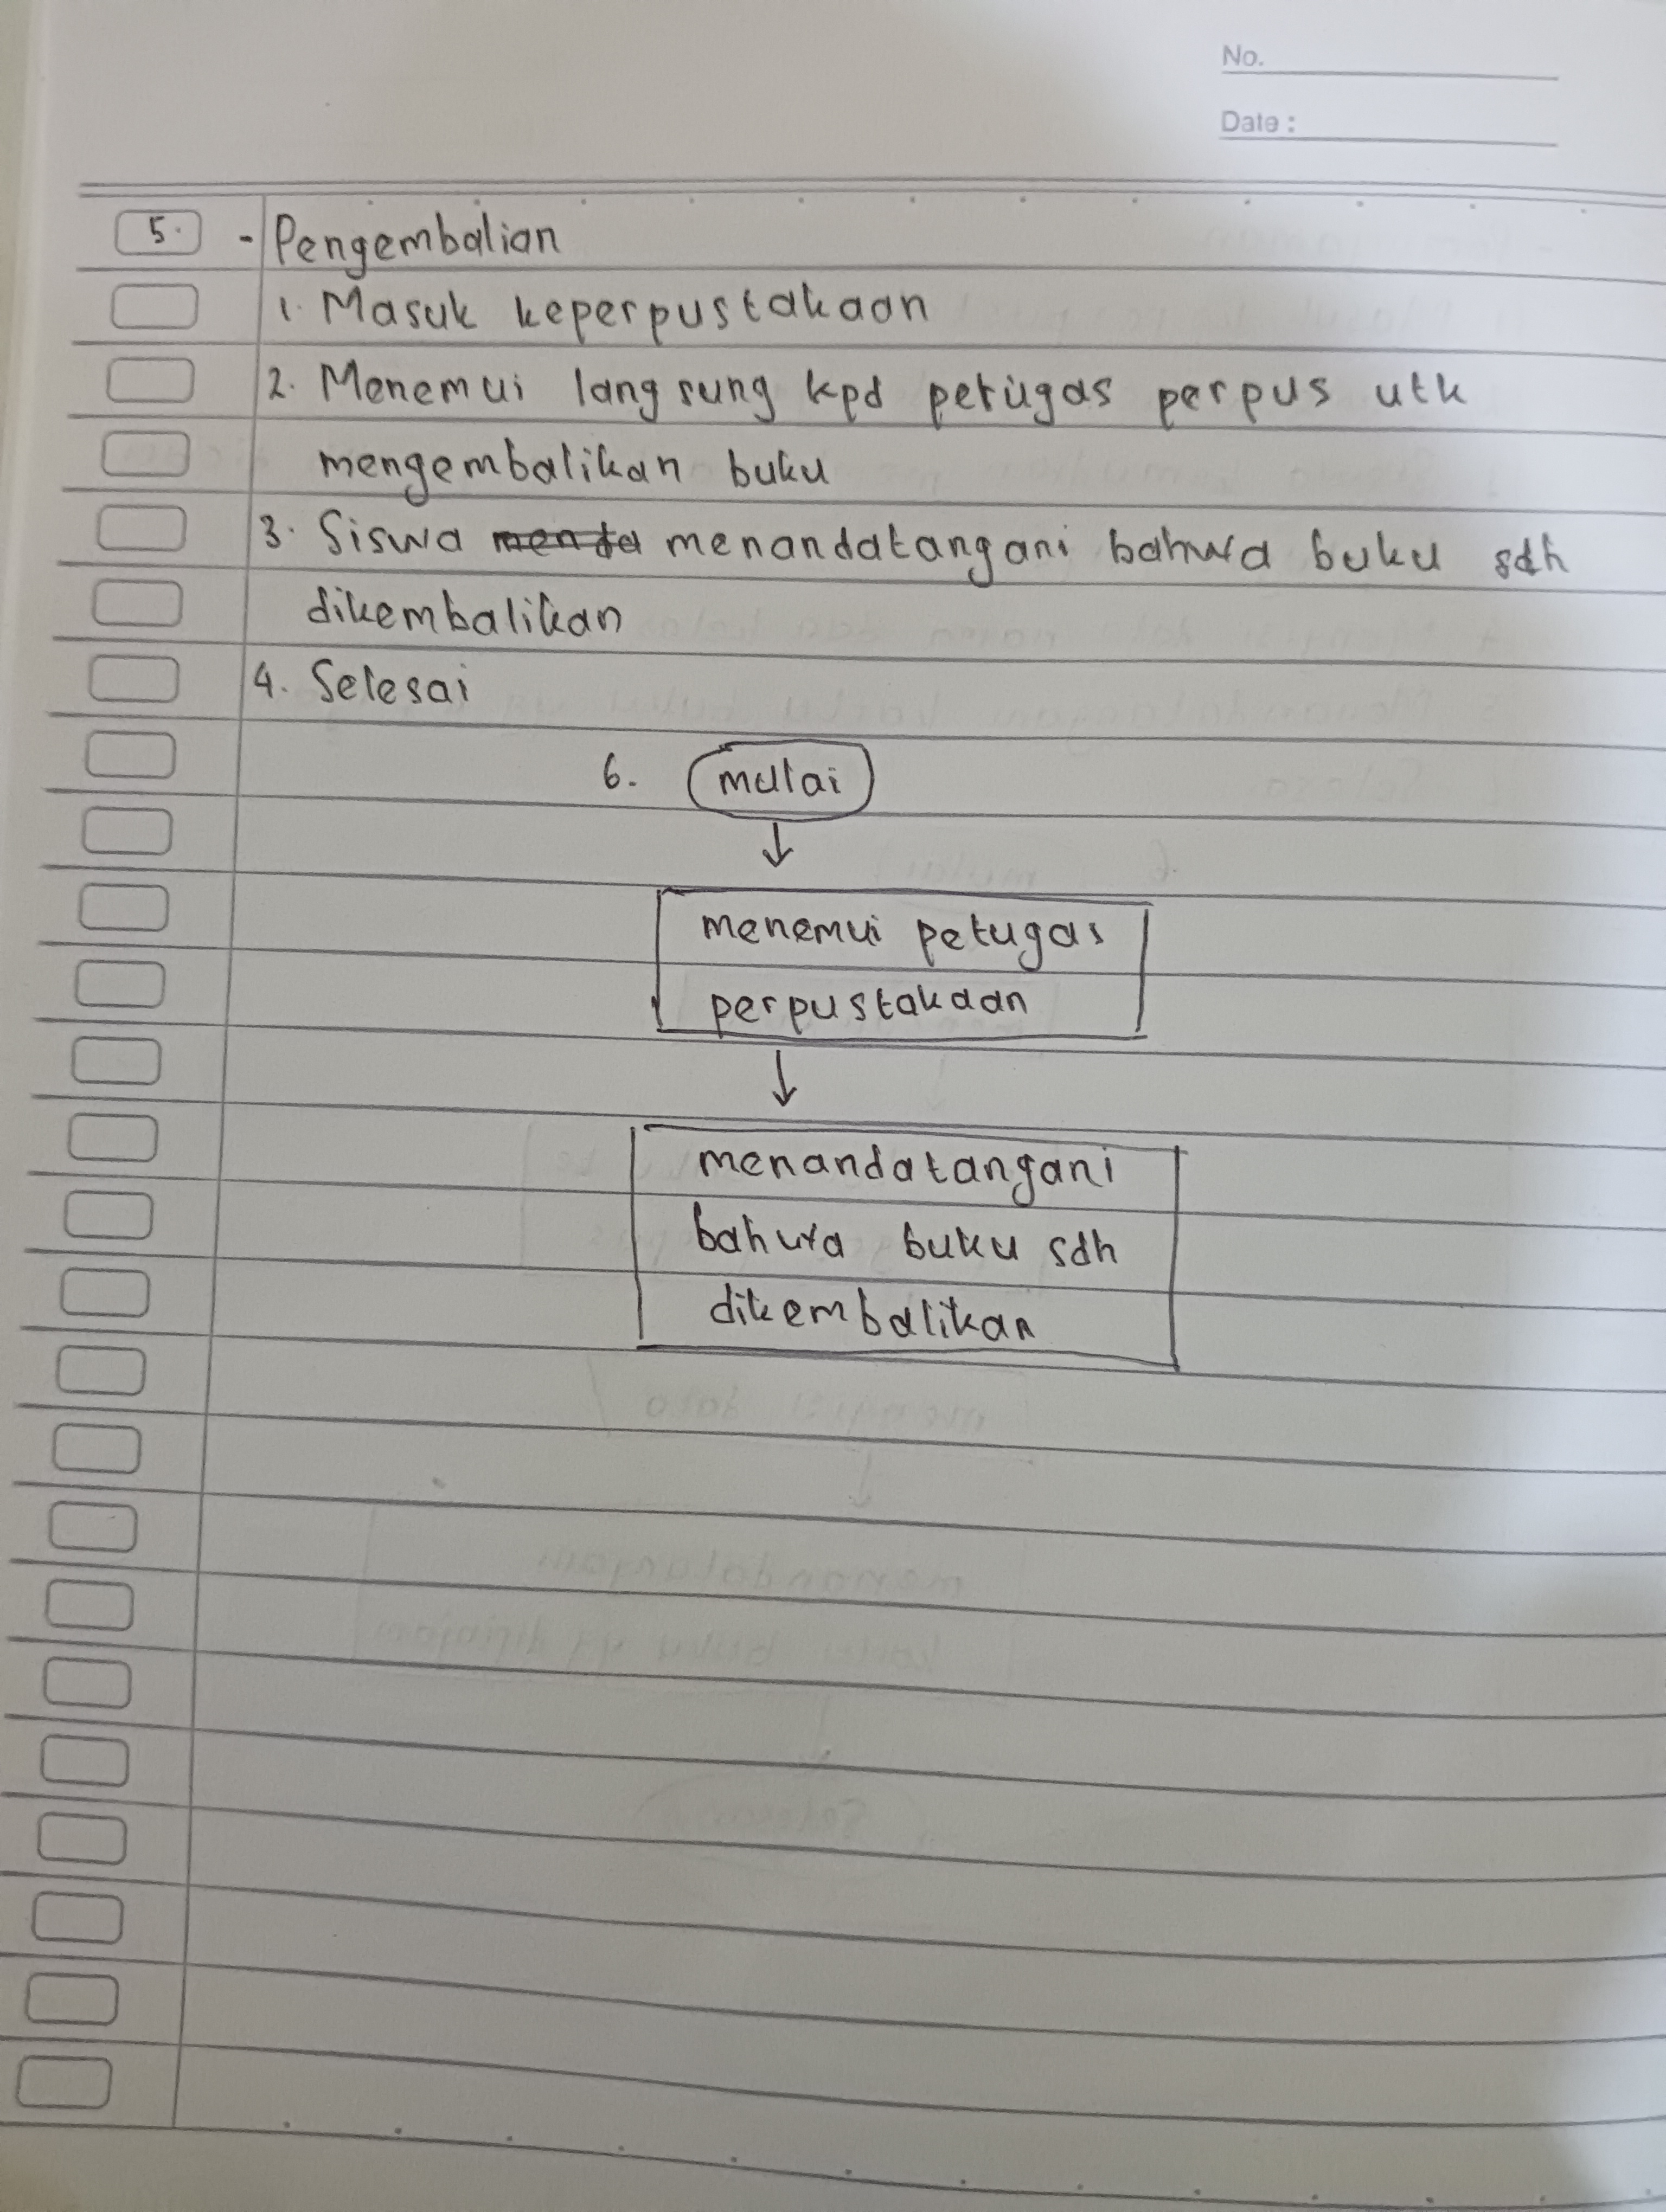 No.
Date :
5. - Pengembalian
1. Masuk keperpustakaan
2. Menemui langsung kpd petugas perpus utk
mengembalikan buku
3. Siswa menandatangani bahwa buku sdh
dikembalikan
4. Selesai
6. mulai
↓
menemui petugas
perpustakaan
↓
menandatangani
bahwa buku sdh
dikembalikan